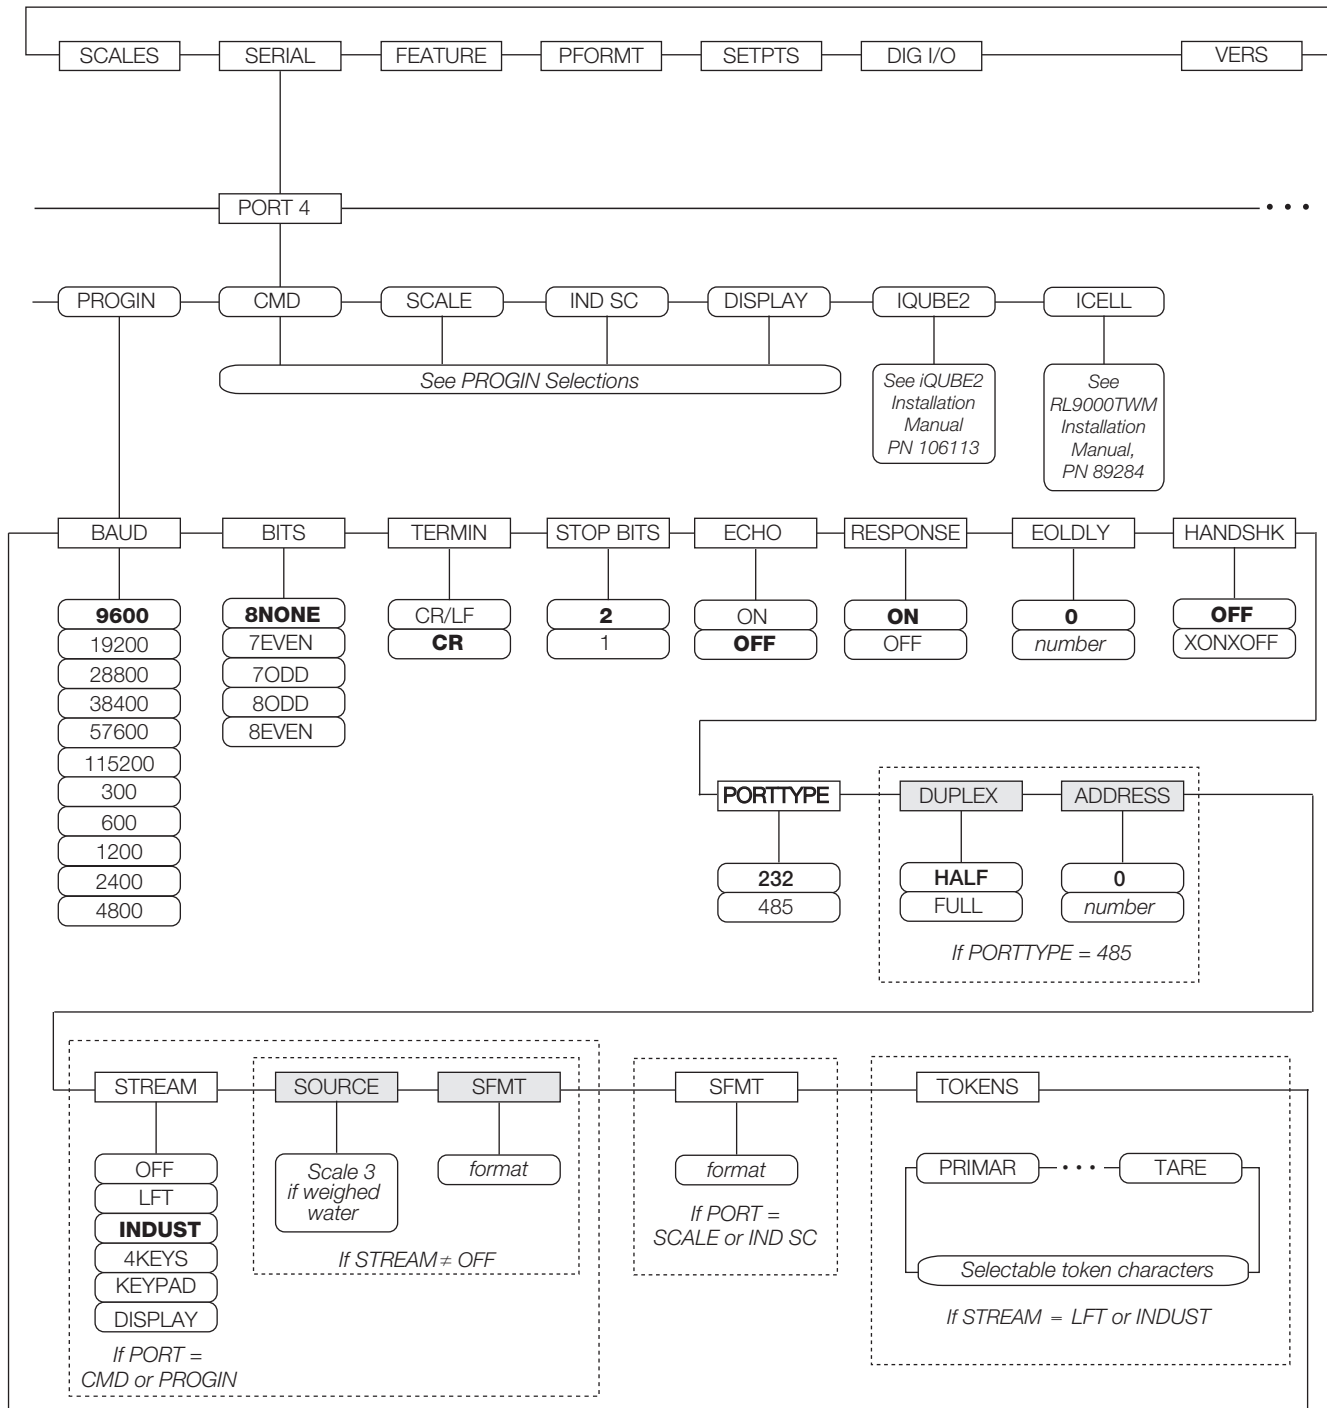 SCALES SERIAL FEATURE PFORMT SETPTS DIG I/O VERS
PORT 4
• • •
PROGIN CMD SCALE IND SC DISPLAY IQUBE2 ICELL
See PROGIN Selections
See iQUBE2
Installation
Manual
PN 106113
See
RL9000TWM
Installation
Manual,
PN 89284
BAUD BITS TERMIN STOP BITS ECHO RESPONSE EOLDLY HANDSHK
9600
19200
28800
38400
57600
115200
300
600
1200
2400
4800
8NONE
7EVEN
7ODD
8ODD
8EVEN
CR/LF
CR
2
1
ON
OFF
ON
OFF
0
number
OFF
XONXOFF
PORTTYPE DUPLEX ADDRESS
232
485
HALF
FULL
0
number
If PORTTYPE = 485
STREAM SOURCE SFMT SFMT TOKENS
OFF
LFT
INDUST
4KEYS
KEYPAD
DISPLAY
If PORT =
CMD or PROGIN
Scale 3
if weighed
water
format
If STREAM ≠ OFF
format
If PORT =
SCALE or IND SC
PRIMAR • • • TARE
Selectable token characters
If STREAM = LFT or INDUST